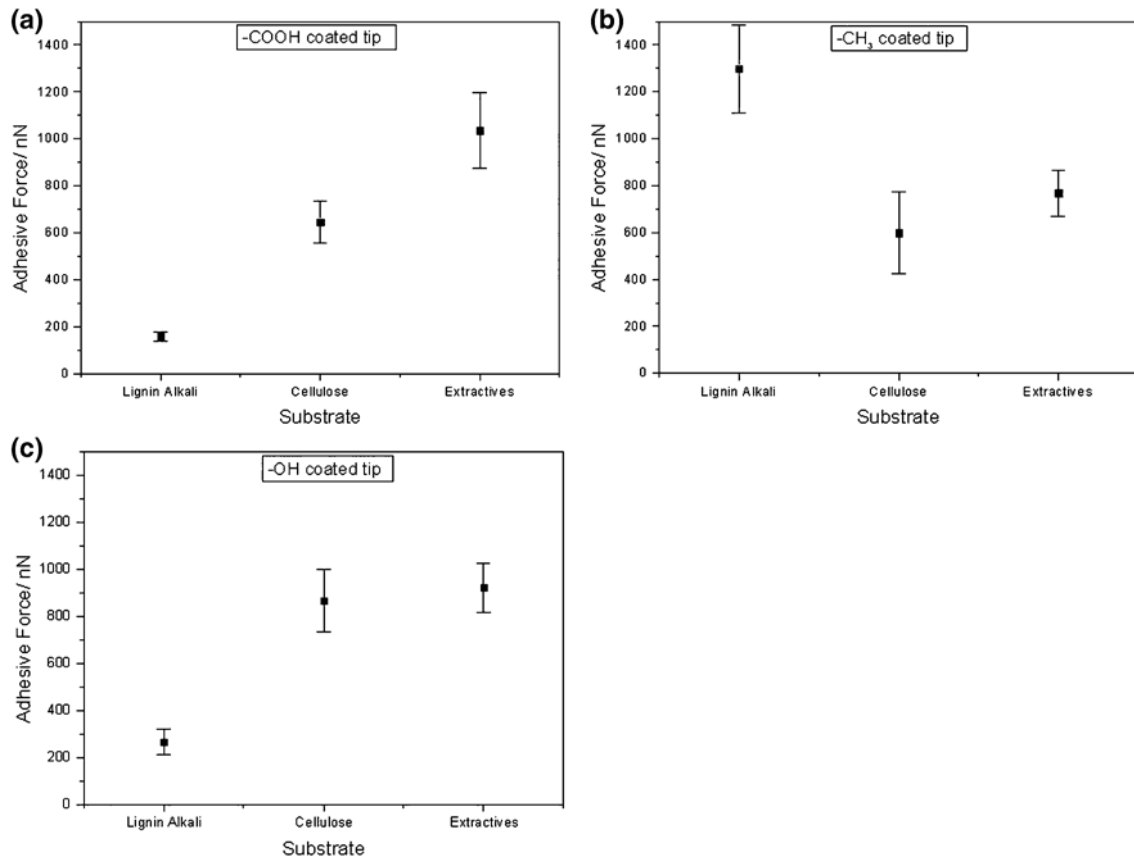 (a)
-COOH coated tip
1400
1200
1000
800
600
400
200
0
Adhesive Force/ nN
Lignin Alkali Cellulose Extractives
Substrate
(b)
-CH₃ coated tip
1400
1200
1000
800
600
400
200
0
Adhesive Force/ nN
Lignin Alkali Cellulose Extractives
Substrate
(c)
-OH coated tip
1400
1200
1000
800
600
400
200
0
Adhesive Force/ nN
Lignin Alkali Cellulose Extractives
Substrate